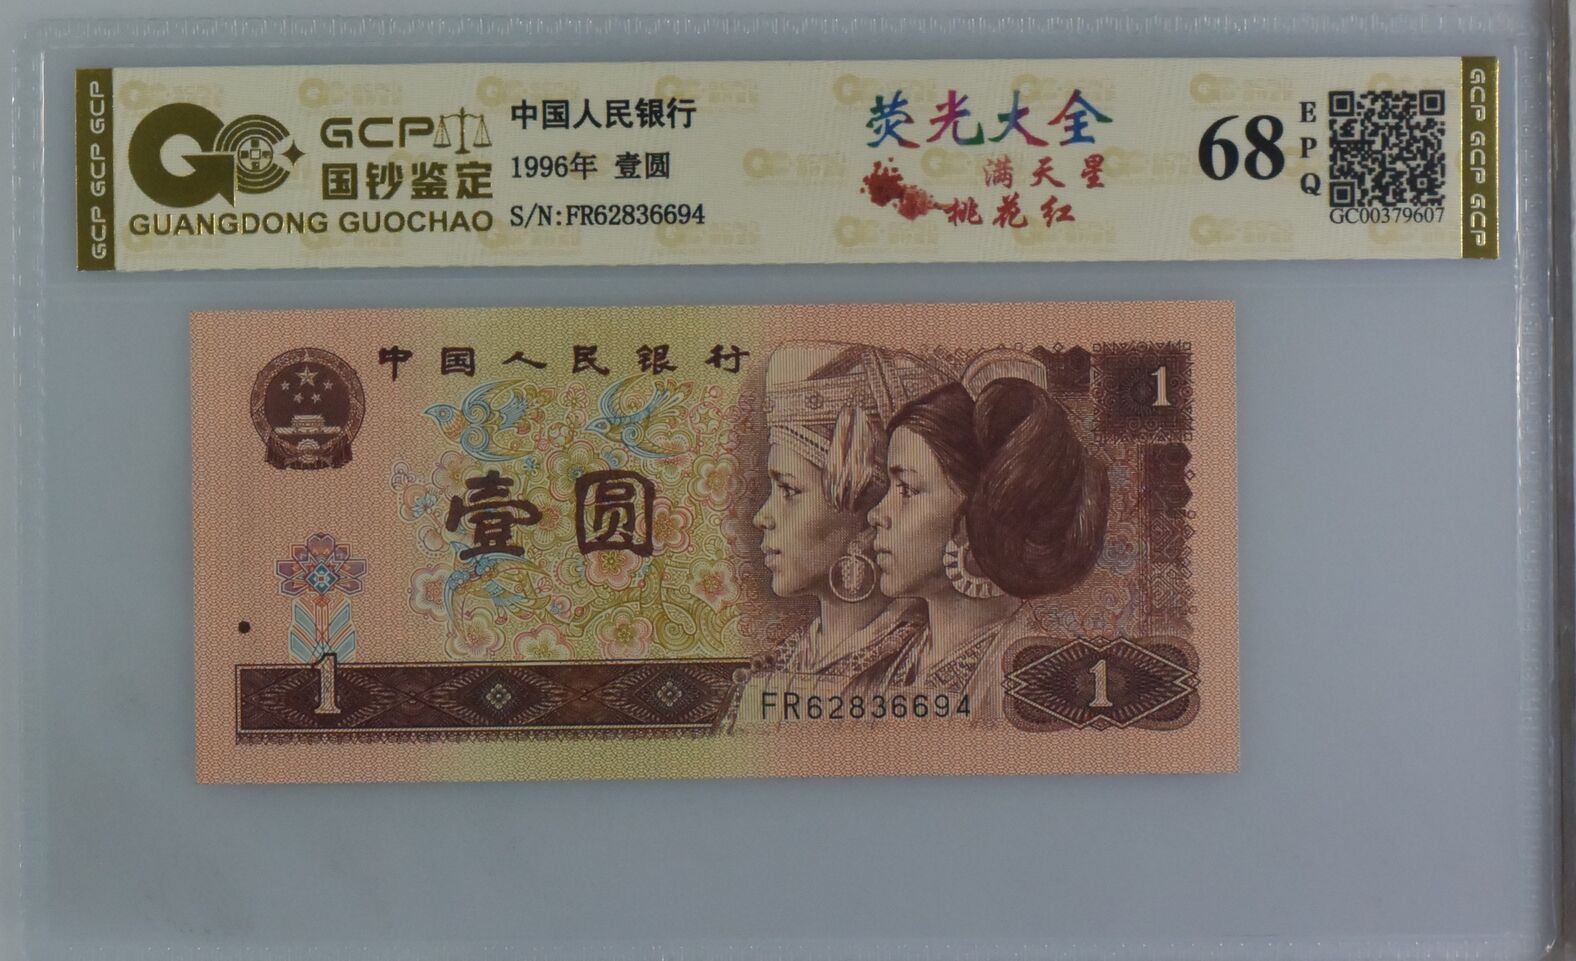 GCP GCP GCP
GCP
国钞鉴定
GUANGDONG GUOCHAO
中国人民银行
1996年 壹圆
S/N:FR62836694
荧光大全
满天星
桃花红
68
EPQ
GC00379607
GCP GCP GCP
中国人民银行
1
壹圆
1
FR62836694
1